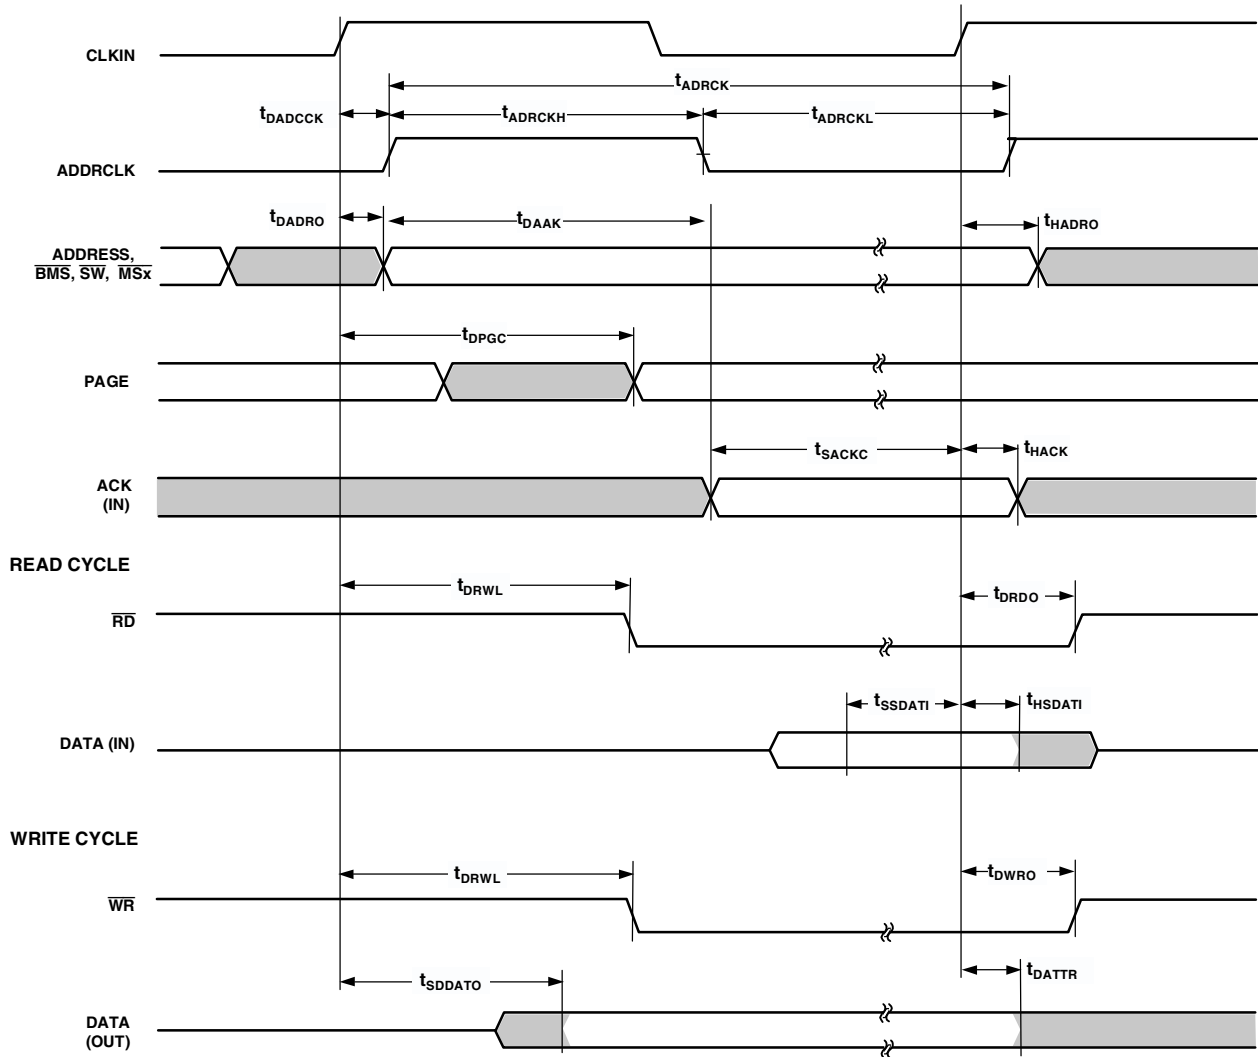 CLKIN
tADRCK
tDADCCK
tADRCKH
tADRCKL
ADDRCLK
tDADRO
tDAAK
tHADRO
ADDRESS,
BMS, SW, MSx
tDPGC
PAGE
tSACKC
tHACK
ACK
(IN)
READ CYCLE
tDRWL
tDRDO
RD
tSSDATI
tHSDATI
DATA (IN)
WRITE CYCLE
tDRWL
tDWRO
WR
tSDDATO
tDATTR
DATA
(OUT)